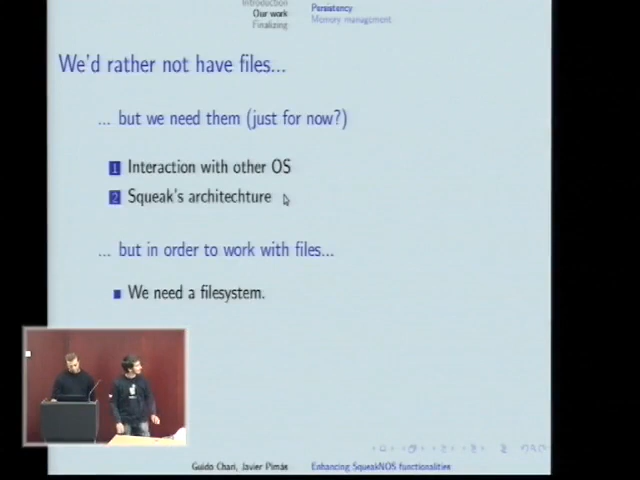 Introduction
Our work
Finalizing
Persistency
Memory management
We'd rather not have files...
... but we need them (just for now?)
1 Interaction with other OS
2 Squeak's architechture
... but in order to work with files...
We need a filesystem.
Guido Chari, Javier Pimás
Enhancing SqueakNOS functionalities